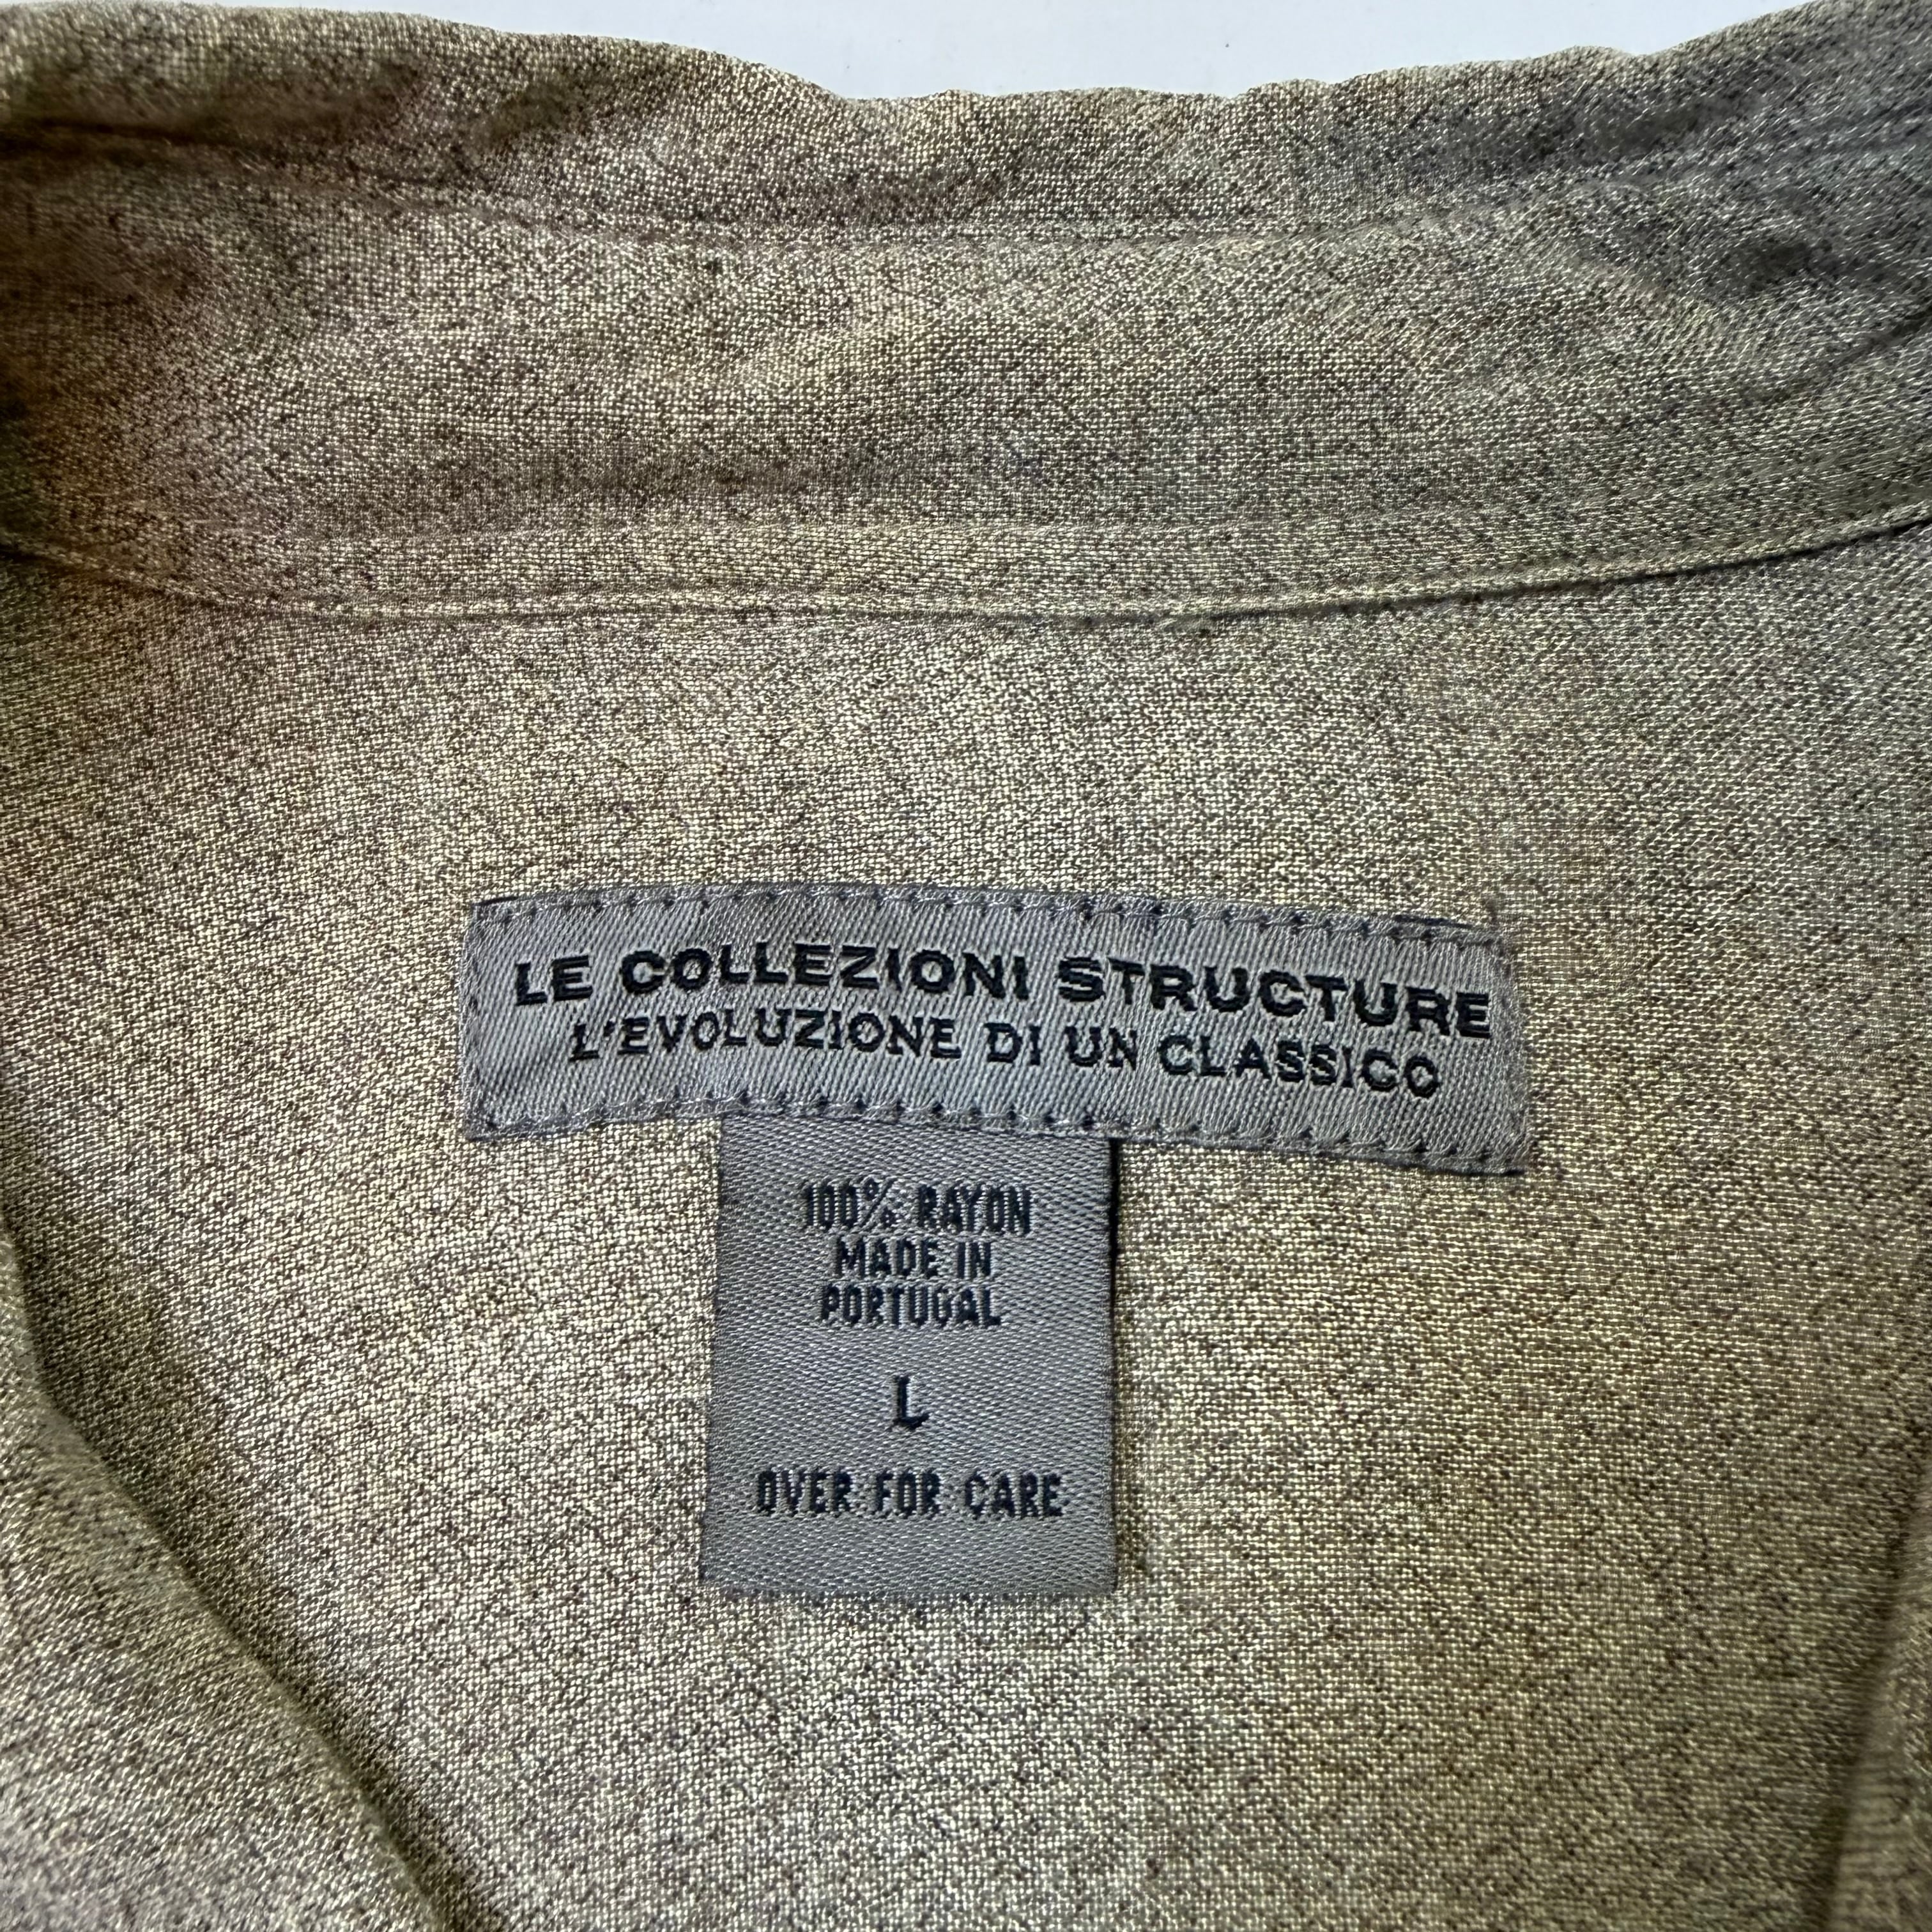 LE COLLEZIONI STRUCTURE
L'EVOLUZIONE DI UN CLASSICO
100% RAYON
MADE IN
PORTUGAL
L
OVER FOR CARE